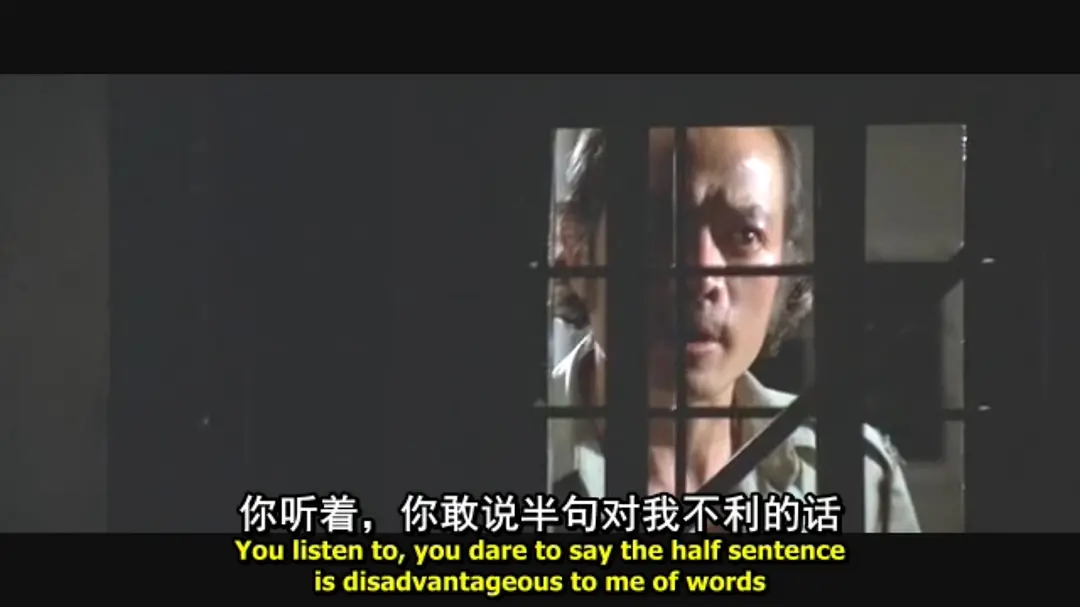 你听着，你敢说半句对我不利的话
You listen to, you dare to say the half sentence
is disadvantageous to me of words